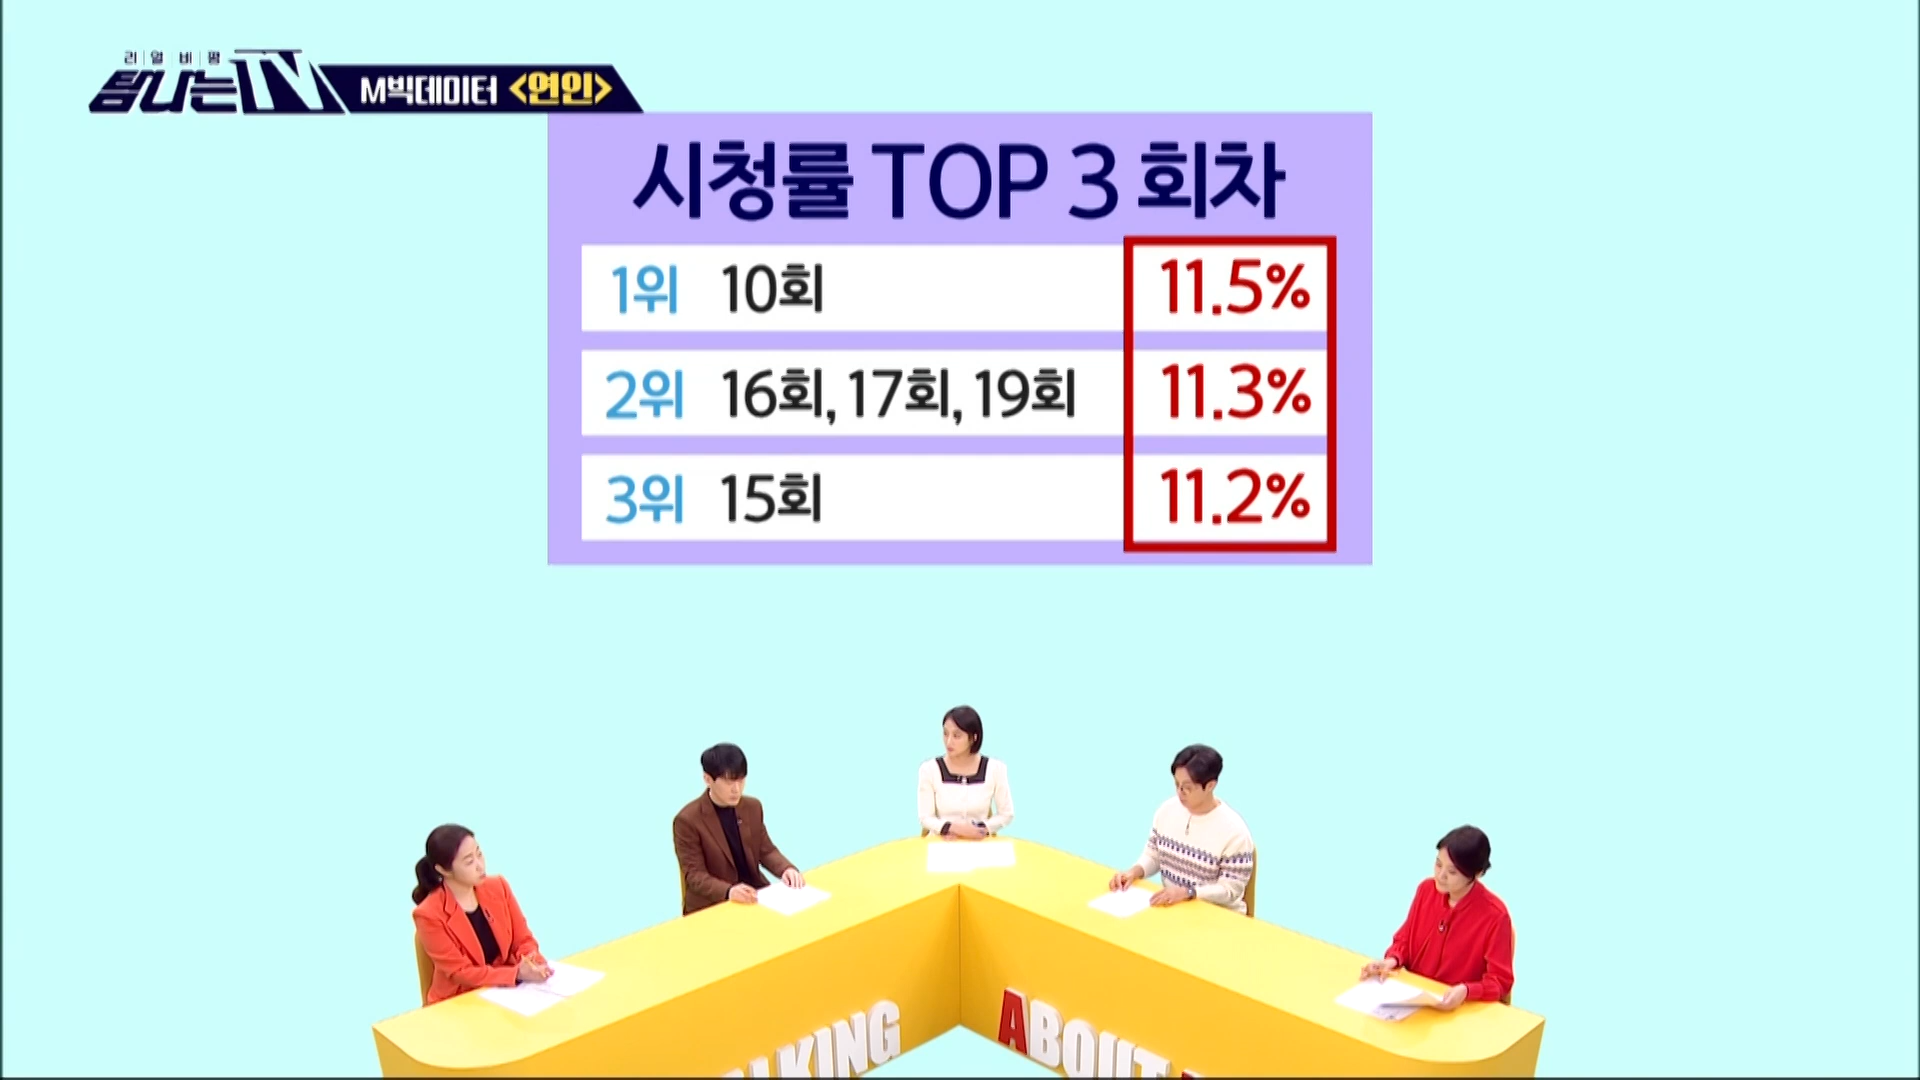 리얼비평
탐나는TV
M빅데이터 <연인>
시청률 TOP 3 회차
1위 10회 11.5%
2위 16회, 17회, 19회 11.3%
3위 15회 11.2%
ALKING ABOUT